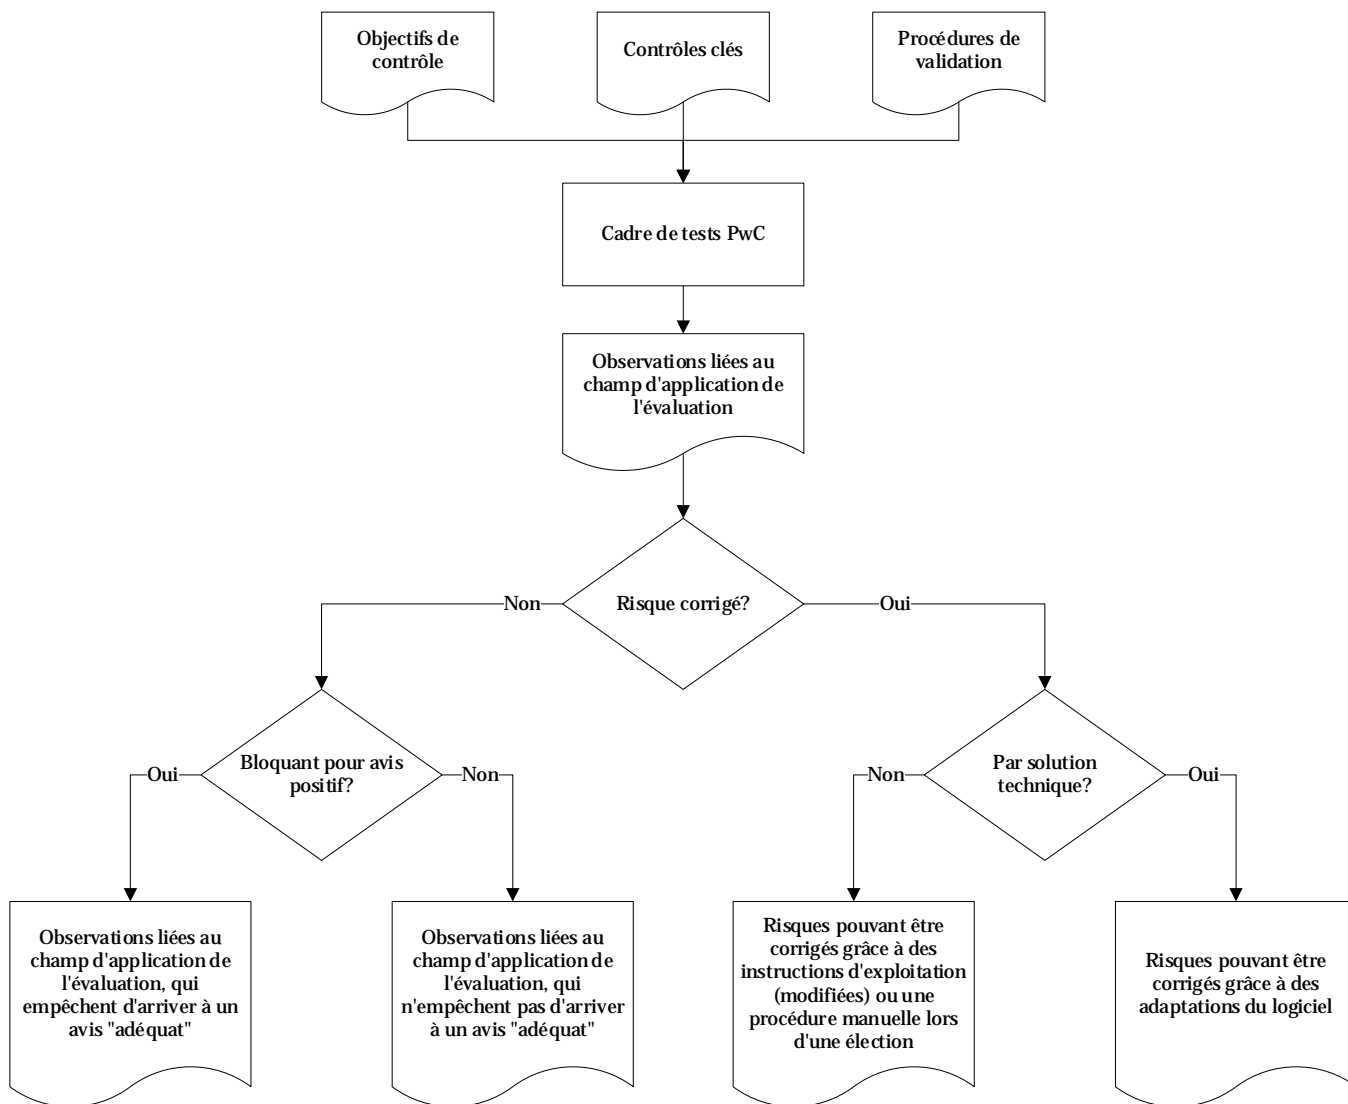 Objectifs de
contrôle
Contrôles clés
Procédures de
validation
Cadre de tests PwC
Observations liées au
champ d'application de
l'évaluation
Risque corrigé?
Non
Oui
Bloquant pour avis
positif?
Oui
Non
Par solution
technique?
Non
Oui
Observations liées au
champ d'application de
l'évaluation, qui
empêchent d'arriver à un
avis "adéquat"
Observations liées au
champ d'application de
l'évaluation, qui
n'empêchent pas d'arriver
à un avis "adéquat"
Risques pouvant être
corrigés grâce à des
instructions d'exploitation
(modifiées) ou une
procédure manuelle lors
d'une élection
Risques pouvant être
corrigés grâce à des
adaptations du logiciel